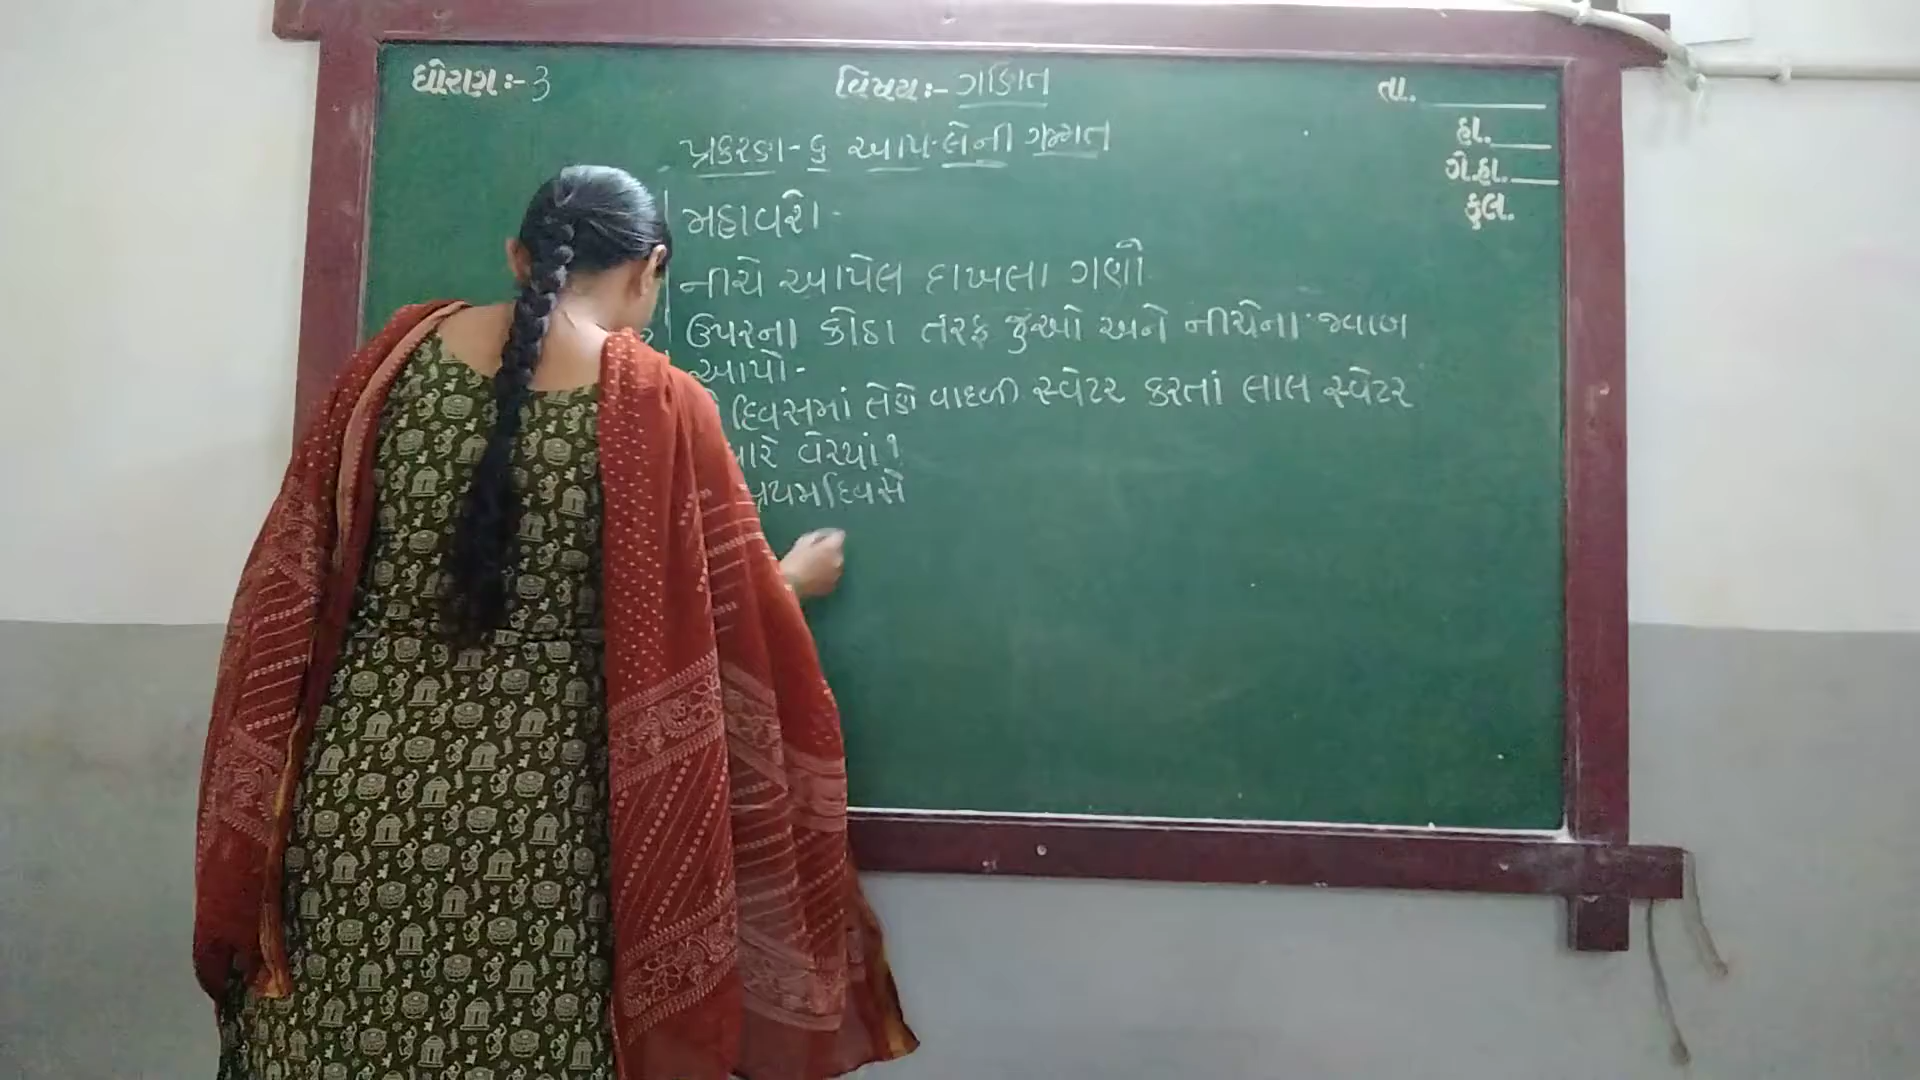 ધોરણ:- 3
વિષય:- ગણિત
તા.
હા.
ગે.હા.
કુલ.
પ્રકરણ - ૬ આપ-લેની ગમ્મત
મહાવરો -
નીચે આપેલ દાખલા ગણો
ઉપરના કોઠા તરફ જુઓ અને નીચેના જવાબ
આપો -
દિવસમાં તેણે વાદળી સ્વેટર કરતાં લાલ સ્વેટર
વેચ્યાં ?
પ્રથમ દિવસે